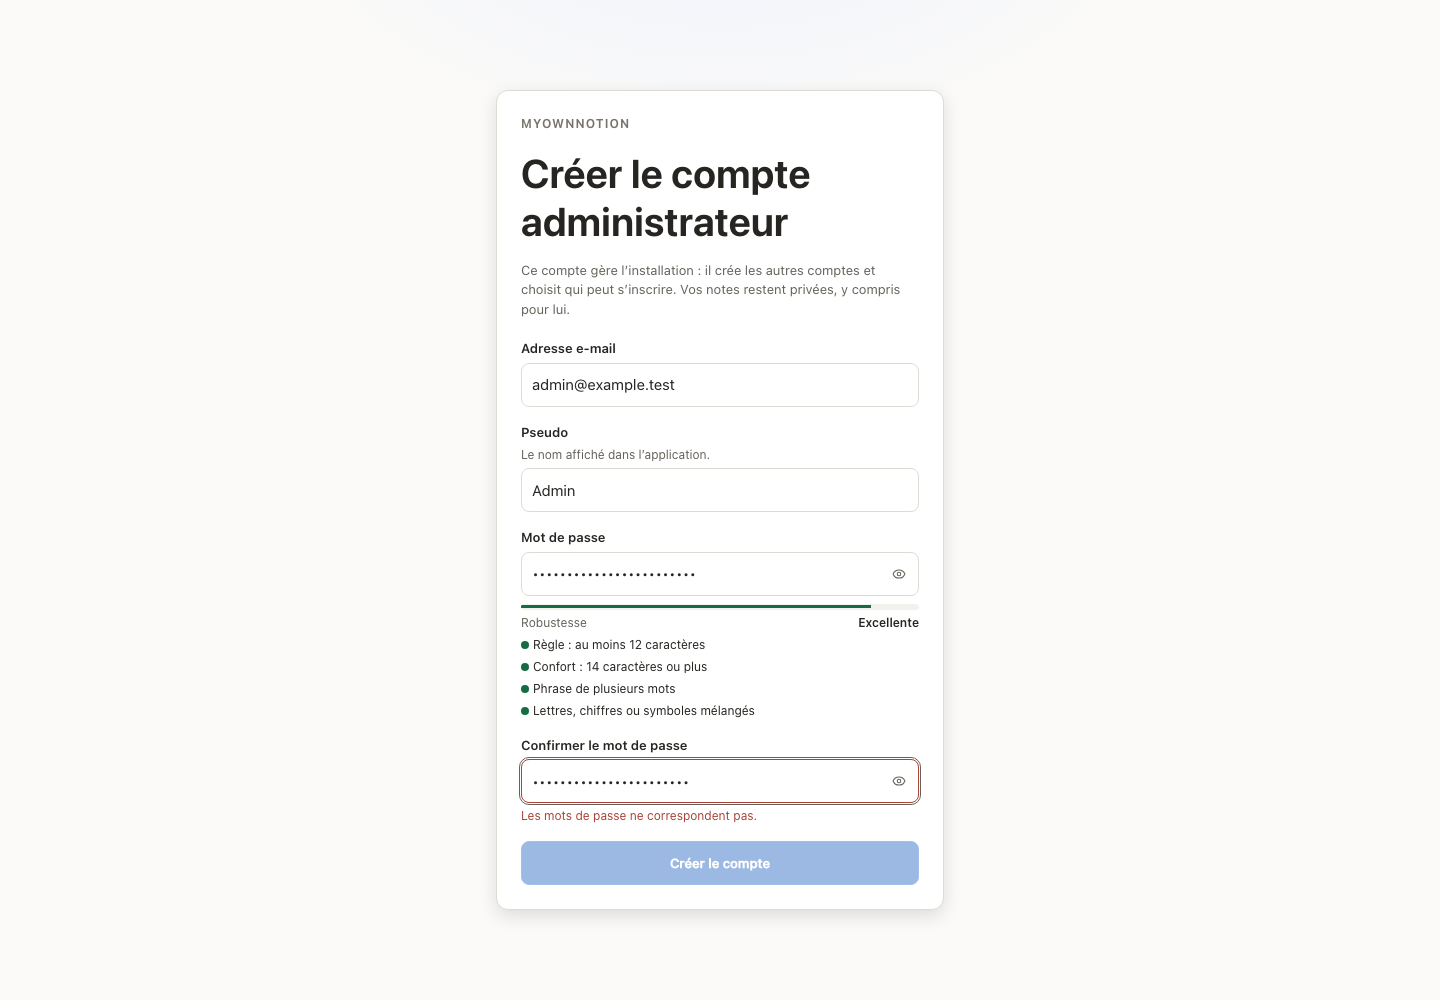 MYOWNNOTION
Créer le compte
administrateur
Ce compte gère l’installation : il crée les autres comptes et
choisit qui peut s’inscrire. Vos notes restent privées, y compris
pour lui.
Adresse e-mail
admin@example.test
Pseudo
Le nom affiché dans l’application.
Admin
Mot de passe
••••••••••••••••••••••••
Robustesse Excellente
Règle : au moins 12 caractères
Confort : 14 caractères ou plus
Phrase de plusieurs mots
Lettres, chiffres ou symboles mélangés
Confirmer le mot de passe
•••••••••••••••••••••••
Les mots de passe ne correspondent pas.
Créer le compte